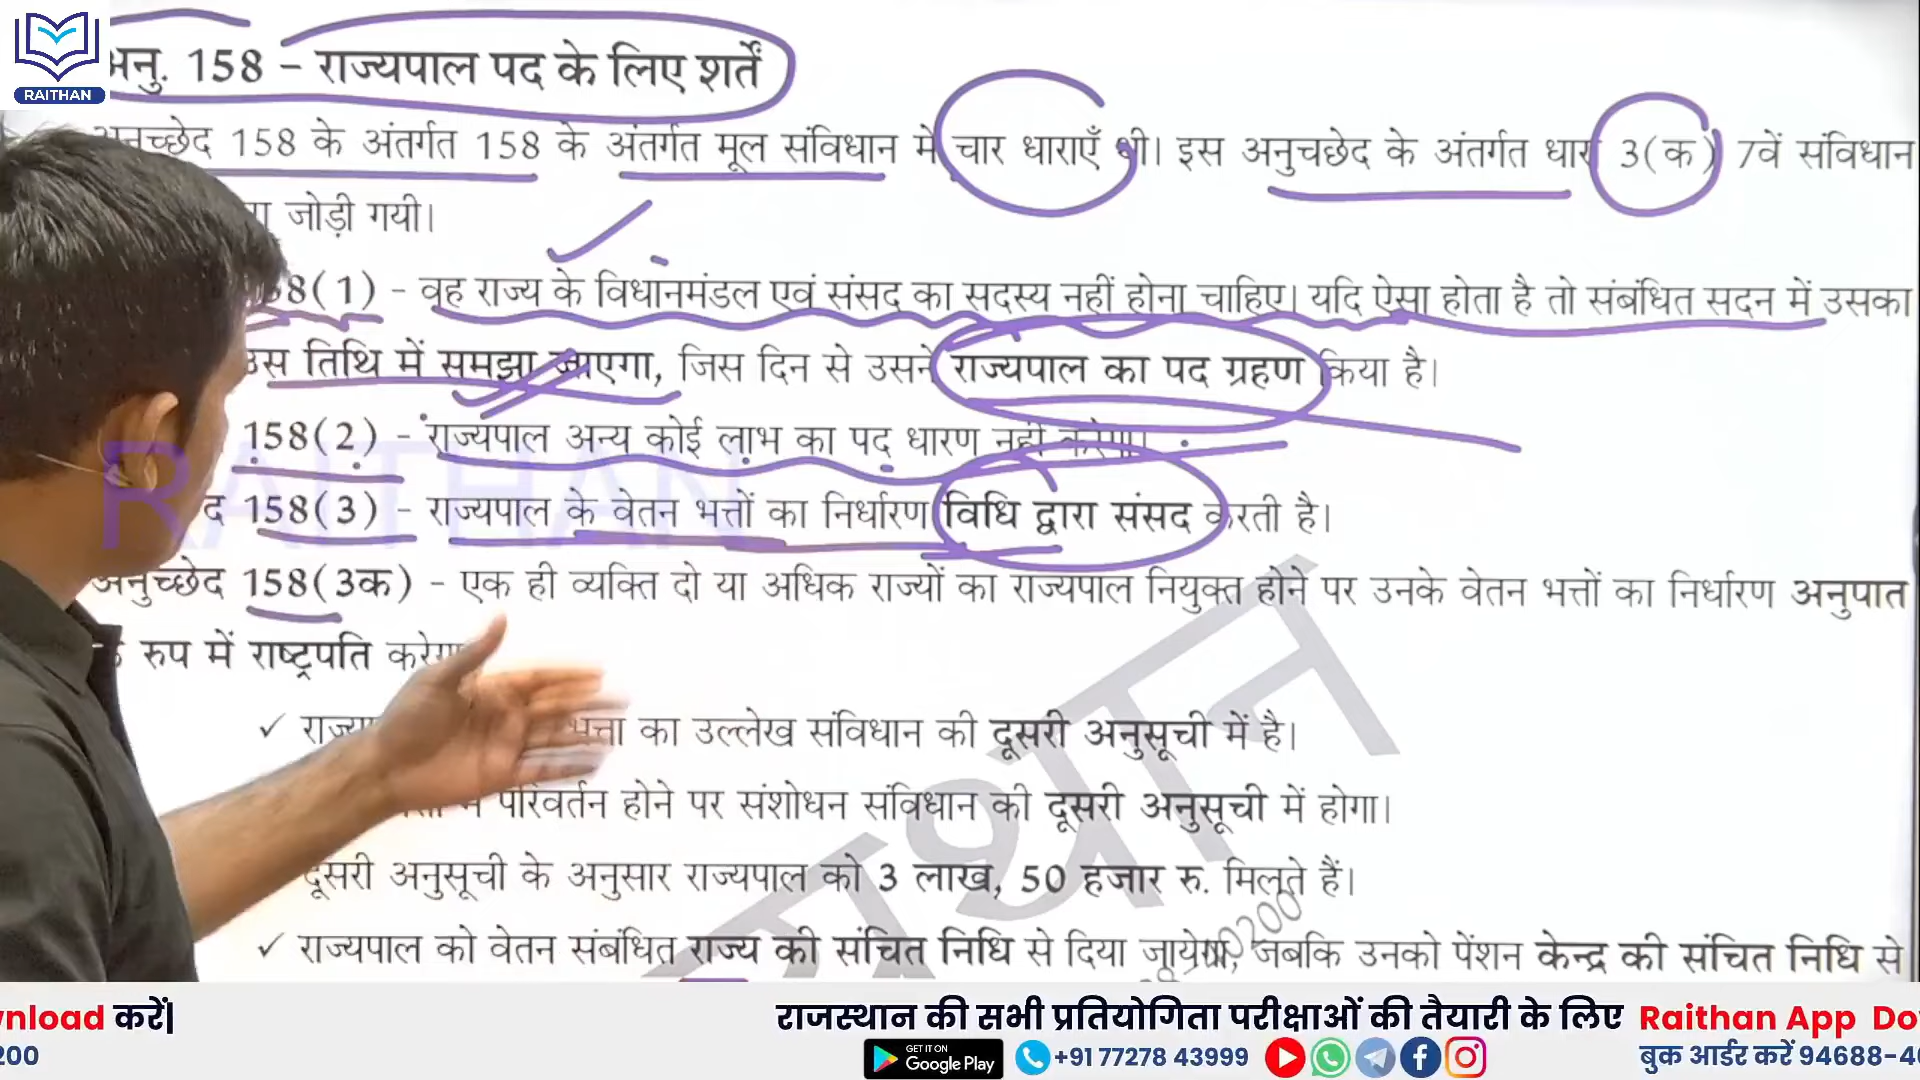 RAITHAN
अनु. 158 – राज्यपाल पद के लिए शर्तें
अनुच्छेद 158 के अंतर्गत 158 के अंतर्गत मूल संविधान में चार धाराएँ थी। इस अनुचछेद के अंतर्गत धारा 3(क) 7वें संविधान
जोड़ी गयी।
158(1) - वह राज्य के विधानमंडल एवं संसद का सदस्य नहीं होना चाहिए। यदि ऐसा होता है तो संबंधित सदन में उसका
उस तिथि में समझा जाएगा, जिस दिन से उसने राज्यपाल का पद ग्रहण किया है।
158(2) - राज्यपाल अन्य कोई लाभ का पद धारण नही करेगा।
158(3) - राज्यपाल के वेतन भत्तों का निर्धारण विधि द्वारा संसद करती है।
अनुच्छेद 158(3क) - एक ही व्यक्ति दो या अधिक राज्यों का राज्यपाल नियुक्त होने पर उनके वेतन भत्तों का निर्धारण अनुपात
रुप में राष्ट्रपति करेगा
✓ का उल्लेख संविधान की दूसरी अनुसूची में है।
परिवर्तन होने पर संशोधन संविधान की दूसरी अनुसूची में होगा।
दूसरी अनुसूची के अनुसार राज्यपाल को 3 लाख, 50 हजार रु. मिलते हैं।
✓ राज्यपाल को वेतन संबंधित राज्य की संचित निधि से दिया जायेगा, जबकि उनको पेंशन केन्द्र की संचित निधि से
RAITHAN
करें|
राजस्थान की सभी प्रतियोगिता परीक्षाओं की तैयारी के लिए Raithan App
GET IT ON
Google Play
+91 77278 43999
बुक आर्डर करें 94688-4